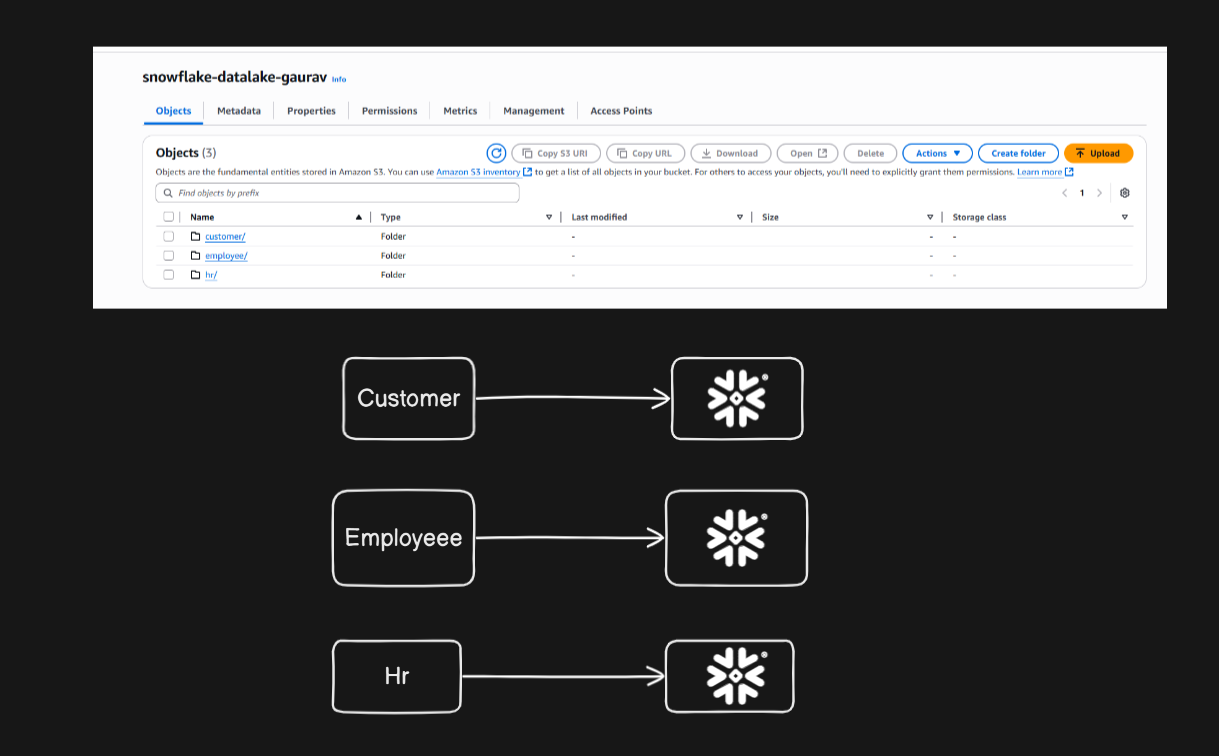 snowflake-datalake-gaurav Info
Objects Metadata Properties Permissions Metrics Management Access Points
Objects (3) Copy S3 URI Copy URL Download Open Delete Actions Create folder Upload
Objects are the fundamental entities stored in Amazon S3. You can use Amazon S3 inventory to get a list of all objects in your bucket. For others to access your objects, you'll need to explicitly grant them permissions. Learn more
Find objects by prefix 1
Name Type Last modified Size Storage class
customer/ Folder - - -
employee/ Folder - - -
hr/ Folder - - -
Customer ®
Employeee ®
Hr ®